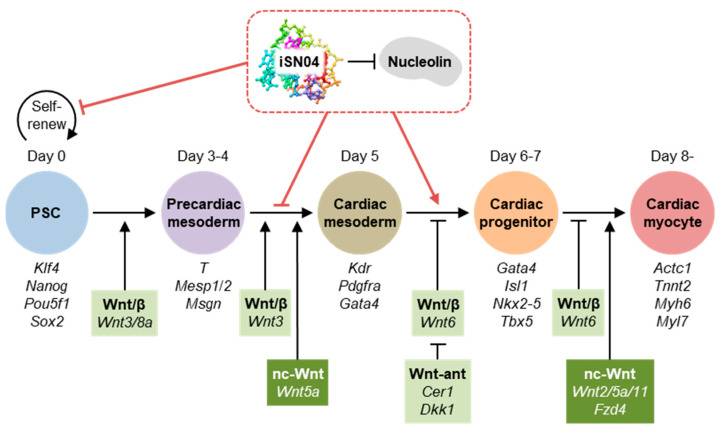 iSN04
Nucleolin
Self-
renew
Day 0
Day 3-4
Day 5
Day 6-7
Day 8-
PSC
Precardiac
mesoderm
Cardiac
mesoderm
Cardiac
progenitor
Cardiac
myocyte
Klf4
Nanog
Pou5f1
Sox2
T
Mesp1/2
Msgn
Kdr
Pdgfra
Gata4
Gata4
Isl1
Nkx2-5
Tbx5
Actc1
Tnnt2
Myh6
Myl7
Wnt/β
Wnt3/8a
Wnt/β
Wnt3
Wnt/β
Wnt6
Wnt/β
Wnt6
nc-Wnt
Wnt5a
Wnt-ant
Cer1
Dkk1
nc-Wnt
Wnt2/5a/11
Fzd4